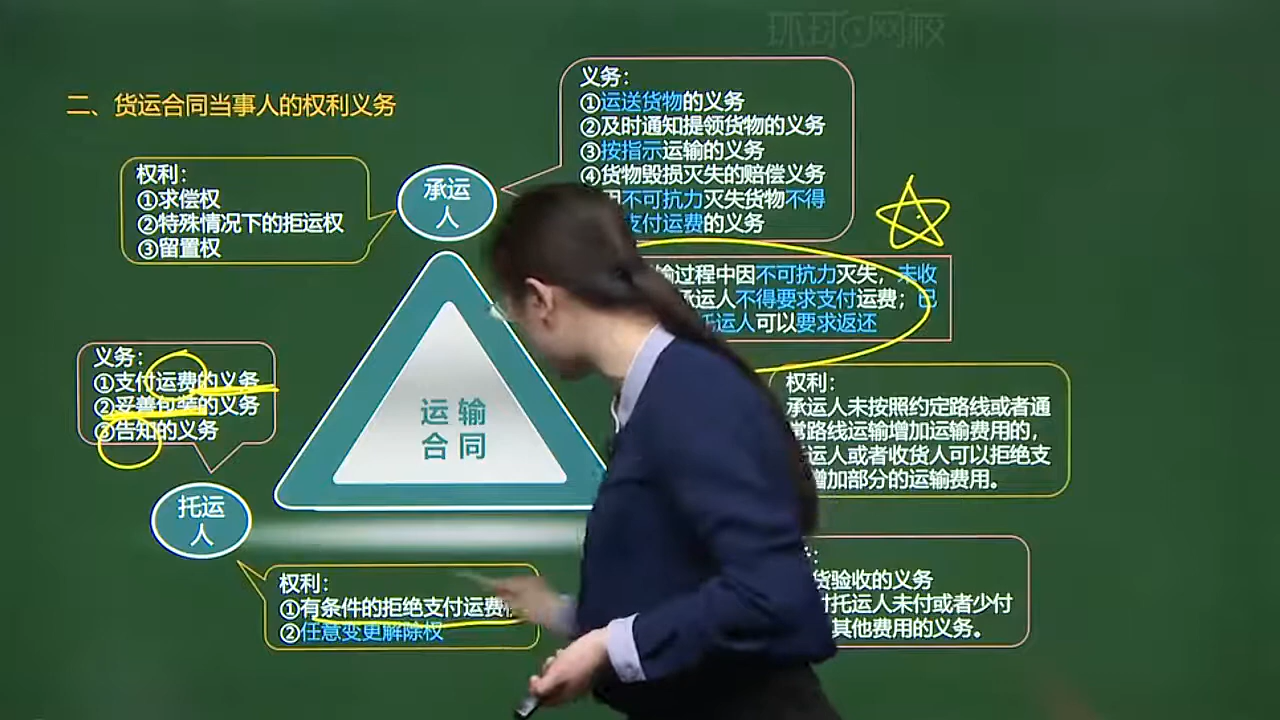 环球网校
二、货运合同当事人的权利义务
义务：
①运送货物的义务
②及时通知提领货物的义务
③按指示运输的义务
④货物毁损灭失的赔偿义务
因不可抗力灭失货物不得
支付运费的义务
权利：
①求偿权
②特殊情况下的拒运权
③留置权
承运
人
输过程中因不可抗力灭失，未收
承运人不得要求支付运费；已
托运人可以要求返还
义务：
①支付运费的义务
②妥善包装的义务
③告知的义务
运输
合同
权利：
承运人未按照约定路线或者通
常路线运输增加运输费用的，
托运人或者收货人可以拒绝支
增加部分的运输费用。
托运
人
权利：
①有条件的拒绝支付运费
②任意变更解除权
：
货验收的义务
付托运人未付或者少付
其他费用的义务。